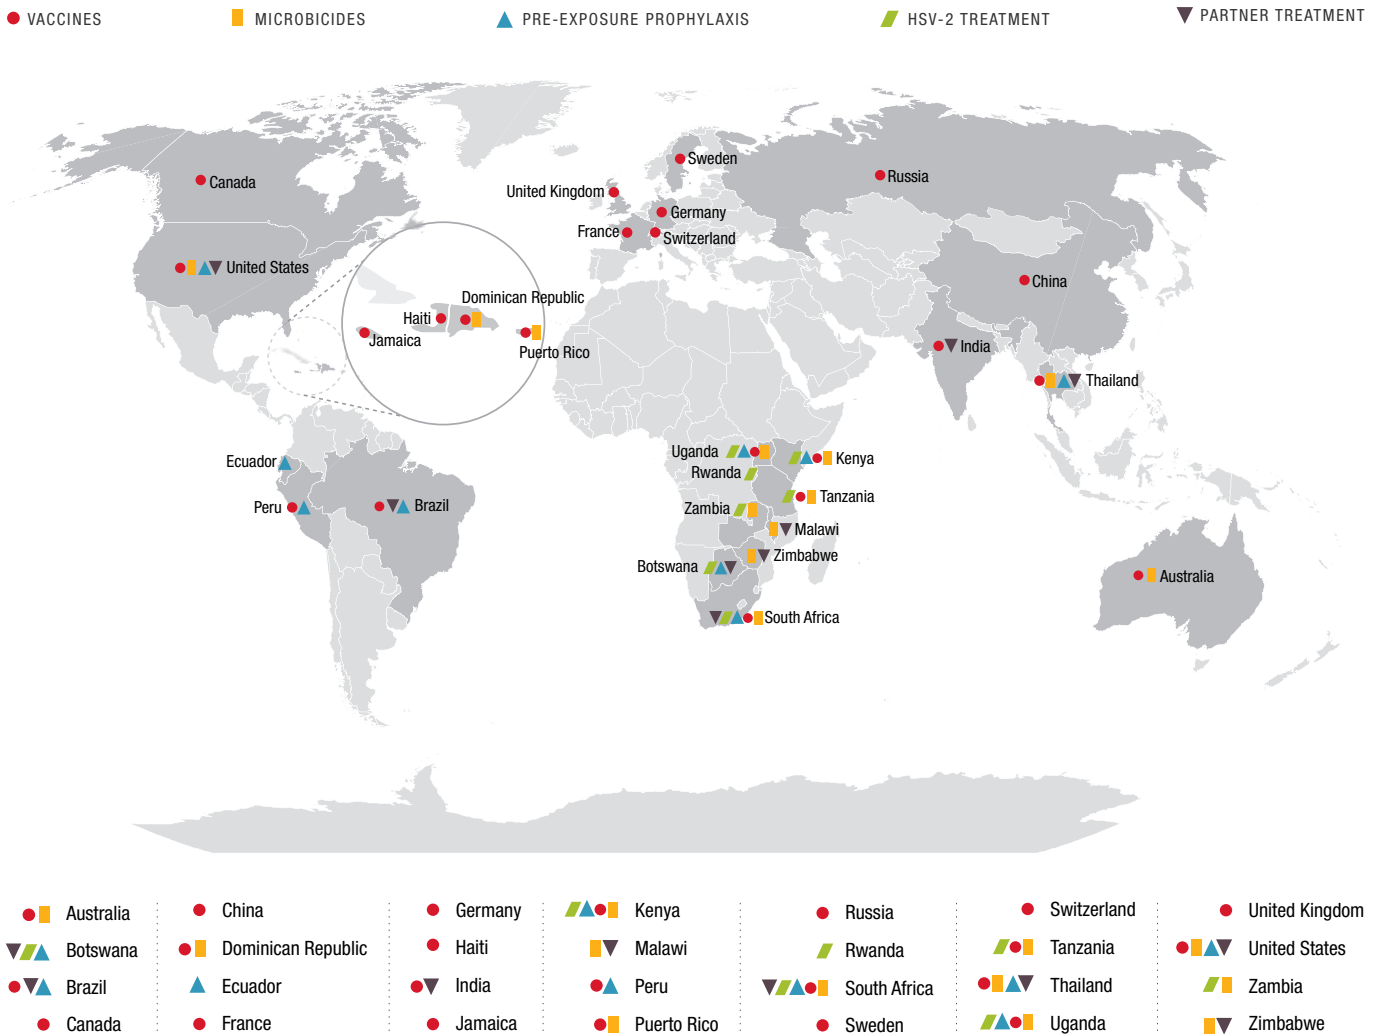 VACCINES
MICROBICIDES
PRE-EXPOSURE PROPHYLAXIS
HSV-2 TREATMENT
PARTNER TREATMENT
Sweden
Canada
Russia
United Kingdom
Germany
France
Switzerland
United States
China
Dominican Republic
Haiti
Jamaica
Puerto Rico
India
Thailand
Uganda
Kenya
Ecuador
Rwanda
Tanzania
Peru
Brazil
Zambia
Malawi
Zimbabwe
Botswana
Australia
South Africa
Australia
Botswana
Brazil
Canada
China
Dominican Republic
Ecuador
France
Germany
Haiti
India
Jamaica
Kenya
Malawi
Peru
Puerto Rico
Russia
Rwanda
South Africa
Sweden
Switzerland
Tanzania
Thailand
Uganda
United Kingdom
United States
Zambia
Zimbabwe